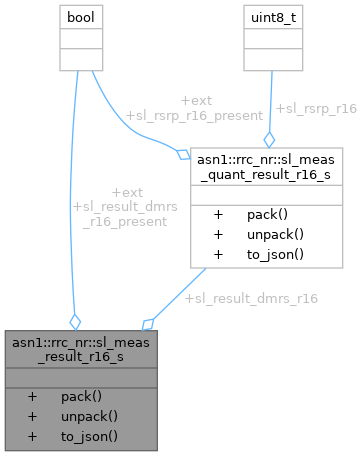 bool
uint8_t
+ext
+sl_rsrp_r16_present
+sl_rsrp_r16
asn1::rrc_nr::sl_meas
_quant_result_r16_s
+ pack()
+ unpack()
+ to_json()
+ext
+sl_result_dmrs
_r16_present
+sl_result_dmrs_r16
asn1::rrc_nr::sl_meas
_result_r16_s
+ pack()
+ unpack()
+ to_json()